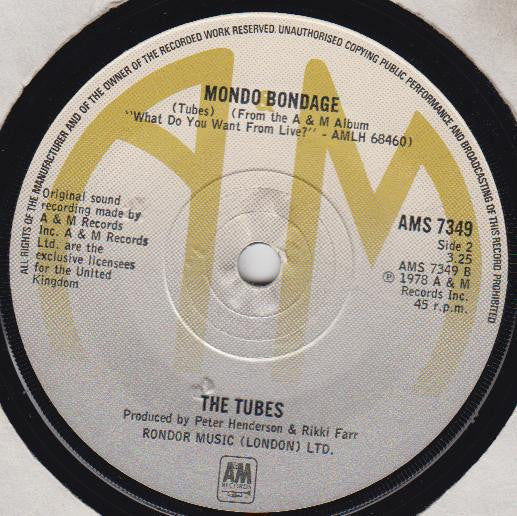 ALL RIGHTS OF THE MANUFACTURER AND OF THE OWNER OF THE RECORDED WORK RESERVED. UNAUTHORISED COPYING PUBLIC PERFORMANCE AND BROADCASTING OF THIS RECORD PROHIBITED
AM
MONDO BONDAGE
(Tubes) (From the A & M Album
"What Do You Want From Live?" - AMLH 68460)
Original sound
recording made by
A & M Records
Inc. A & M Records
Ltd. are the
exclusive licensees
for the United
Kingdom
AMS 7349
Side 2
3.25
AMS 7349 B
℗ 1978 A & M
Records Inc.
45 r.p.m.
THE TUBES
Produced by Peter Henderson & Rikki Farr
RONDOR MUSIC (LONDON) LTD.
A&M
RECORDS